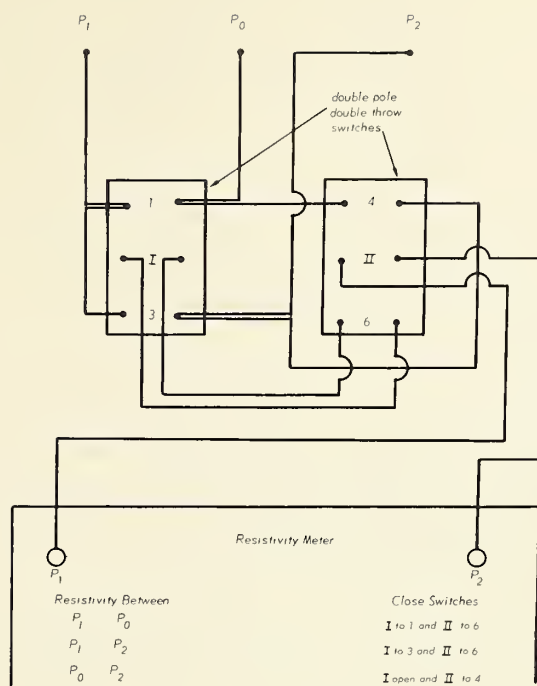 P1 P0 P2
double pole
double throw
switches
1 4
I II
3 6
Resistivity Meter
P1 P2
Resistivity Between Close Switches
P1 P0 I to 1 and II to 6
P1 P2 I to 3 and II to 6
P0 P2 I open and II to 4